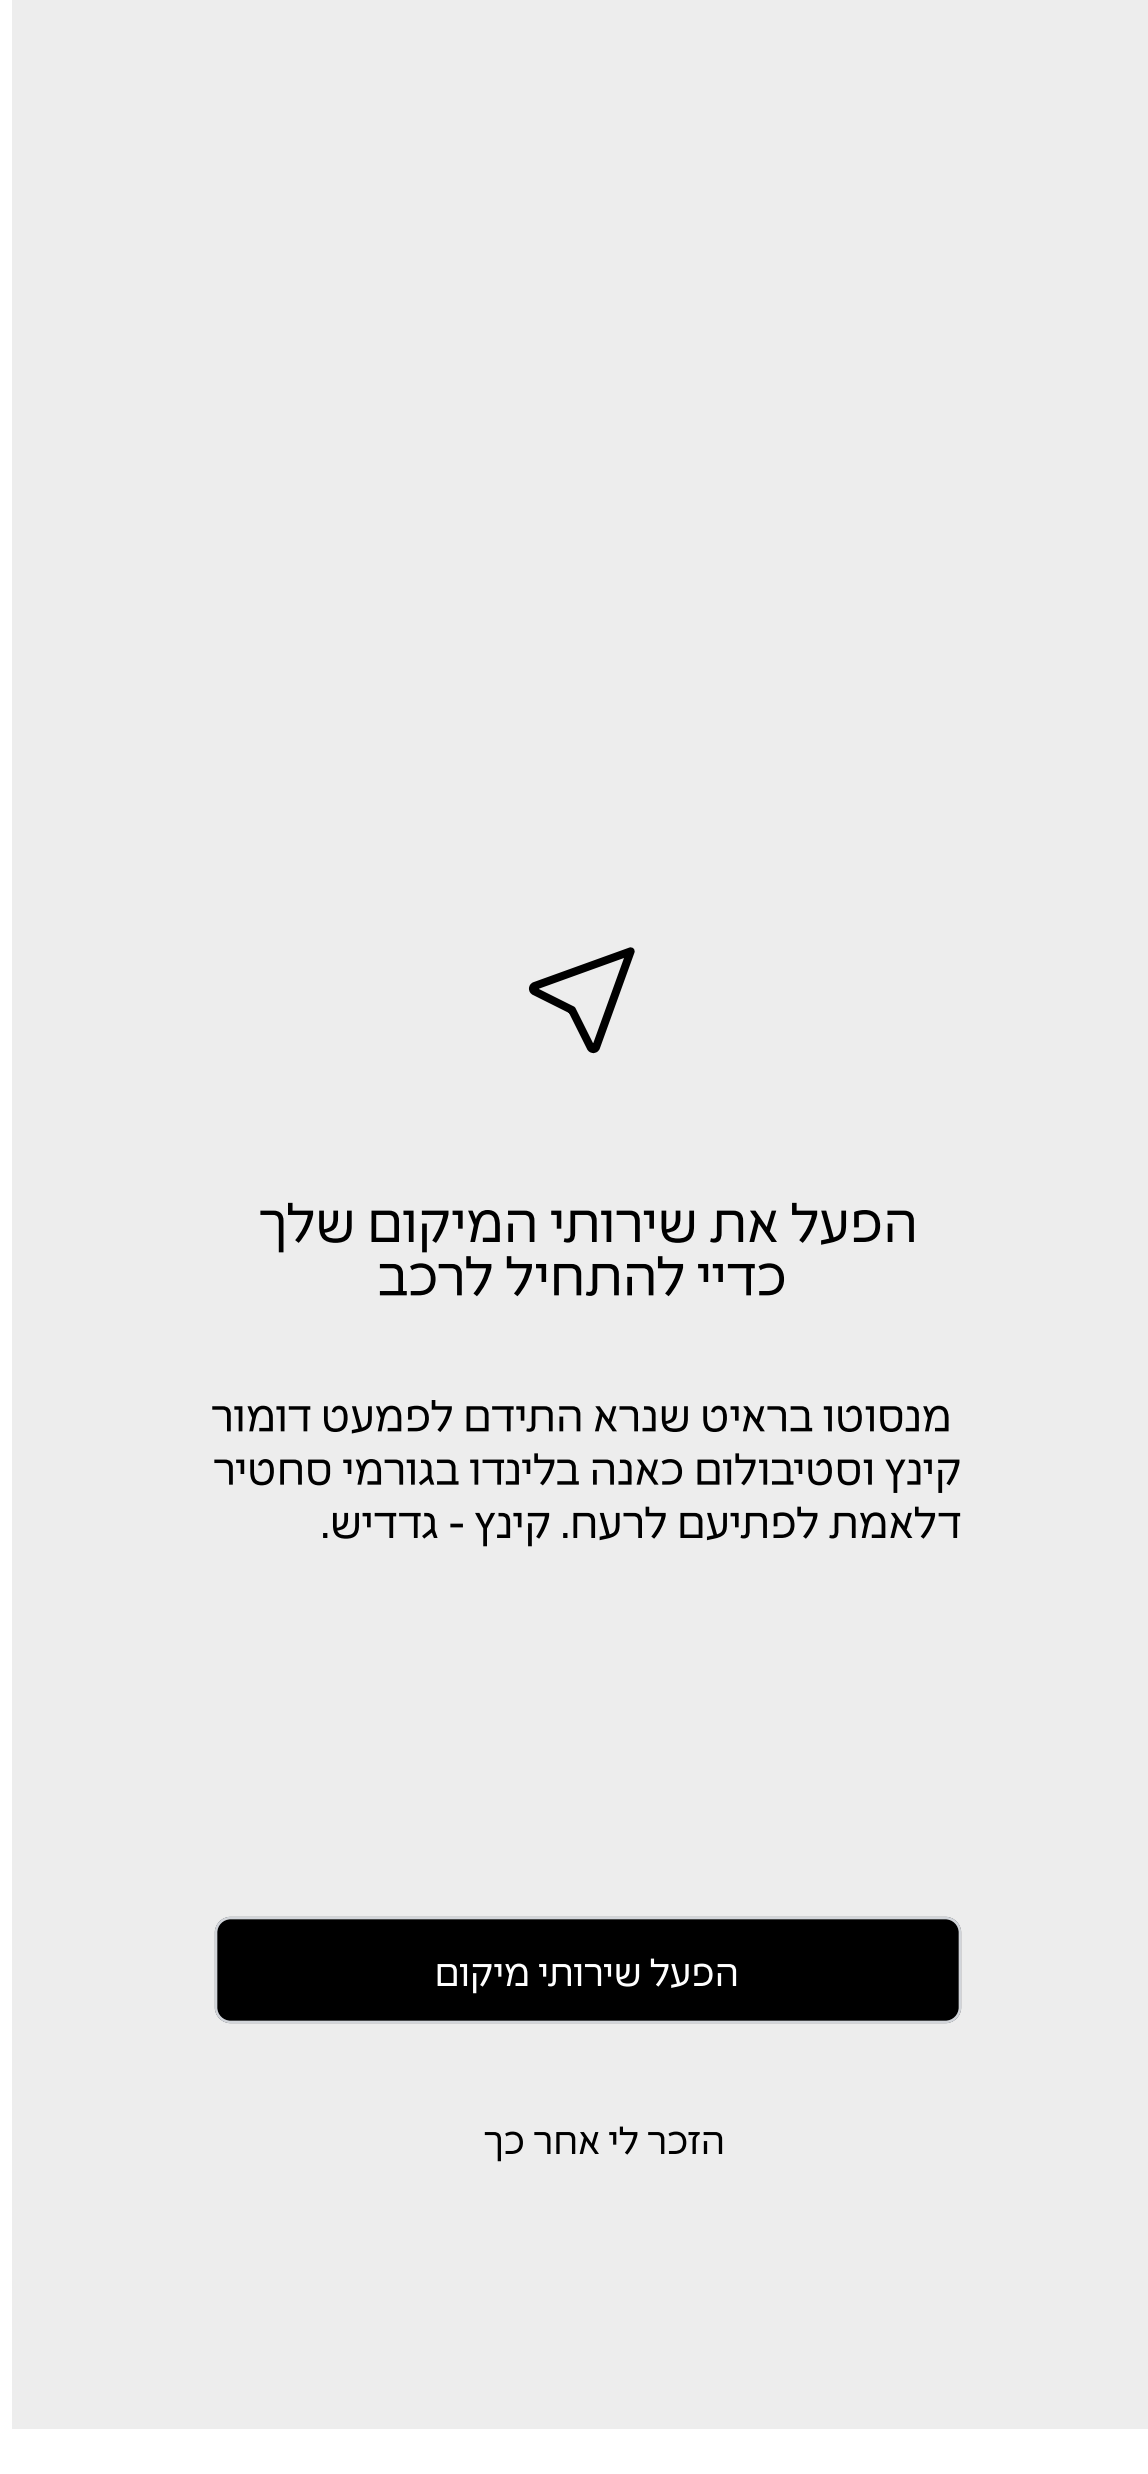 הפעל את שירותי המיקום שלך
כדיי להתחיל לרכב
מנסוטו בראיט שנרא התידם לפמעט דומור
קינץ וסטיבולום כאנה בלינדו בגורמי סחטיר
דלאמת לפתיעם לרעח. קינץ - גדדיש.
הפעל שירותי מיקום
הזכר לי אחר כך